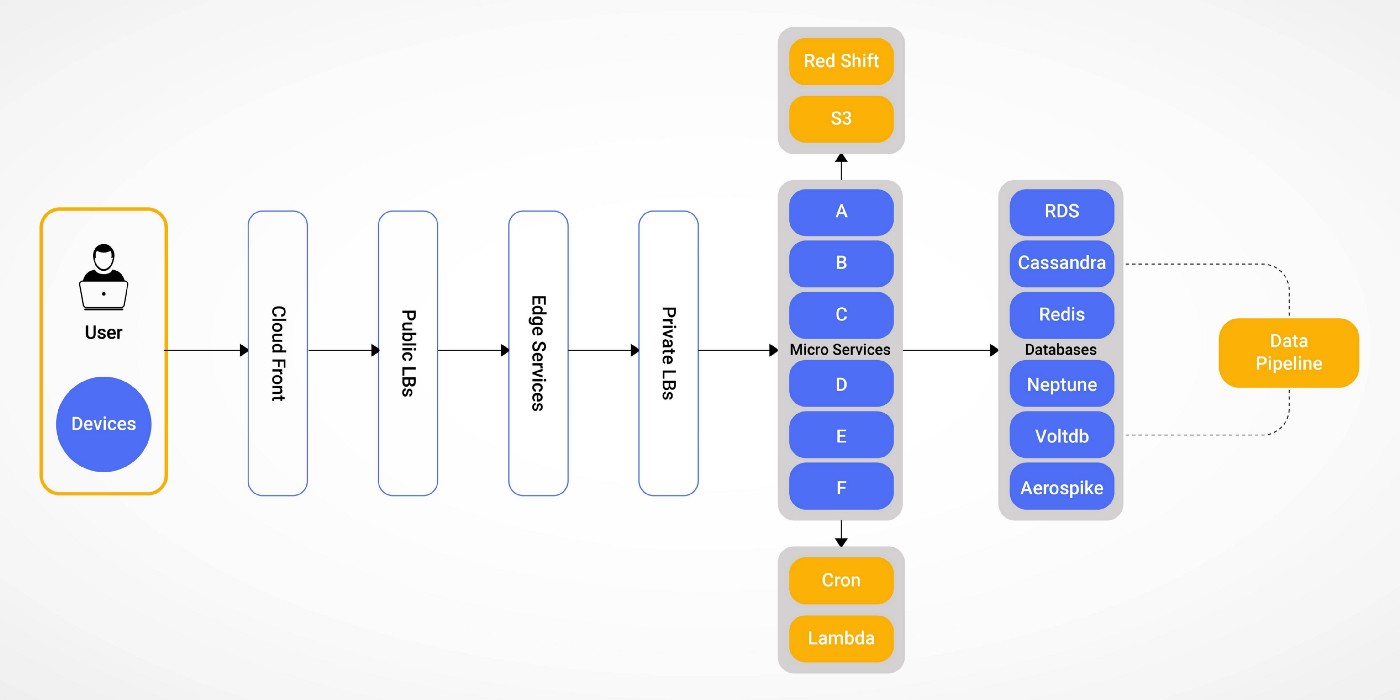 User
Devices
Cloud Front
Public LBs
Edge Services
Private LBs
Red Shift
S3
A
B
C
Micro Services
D
E
F
Cron
Lambda
RDS
Cassandra
Redis
Databases
Neptune
Voltdb
Aerospike
Data
Pipeline